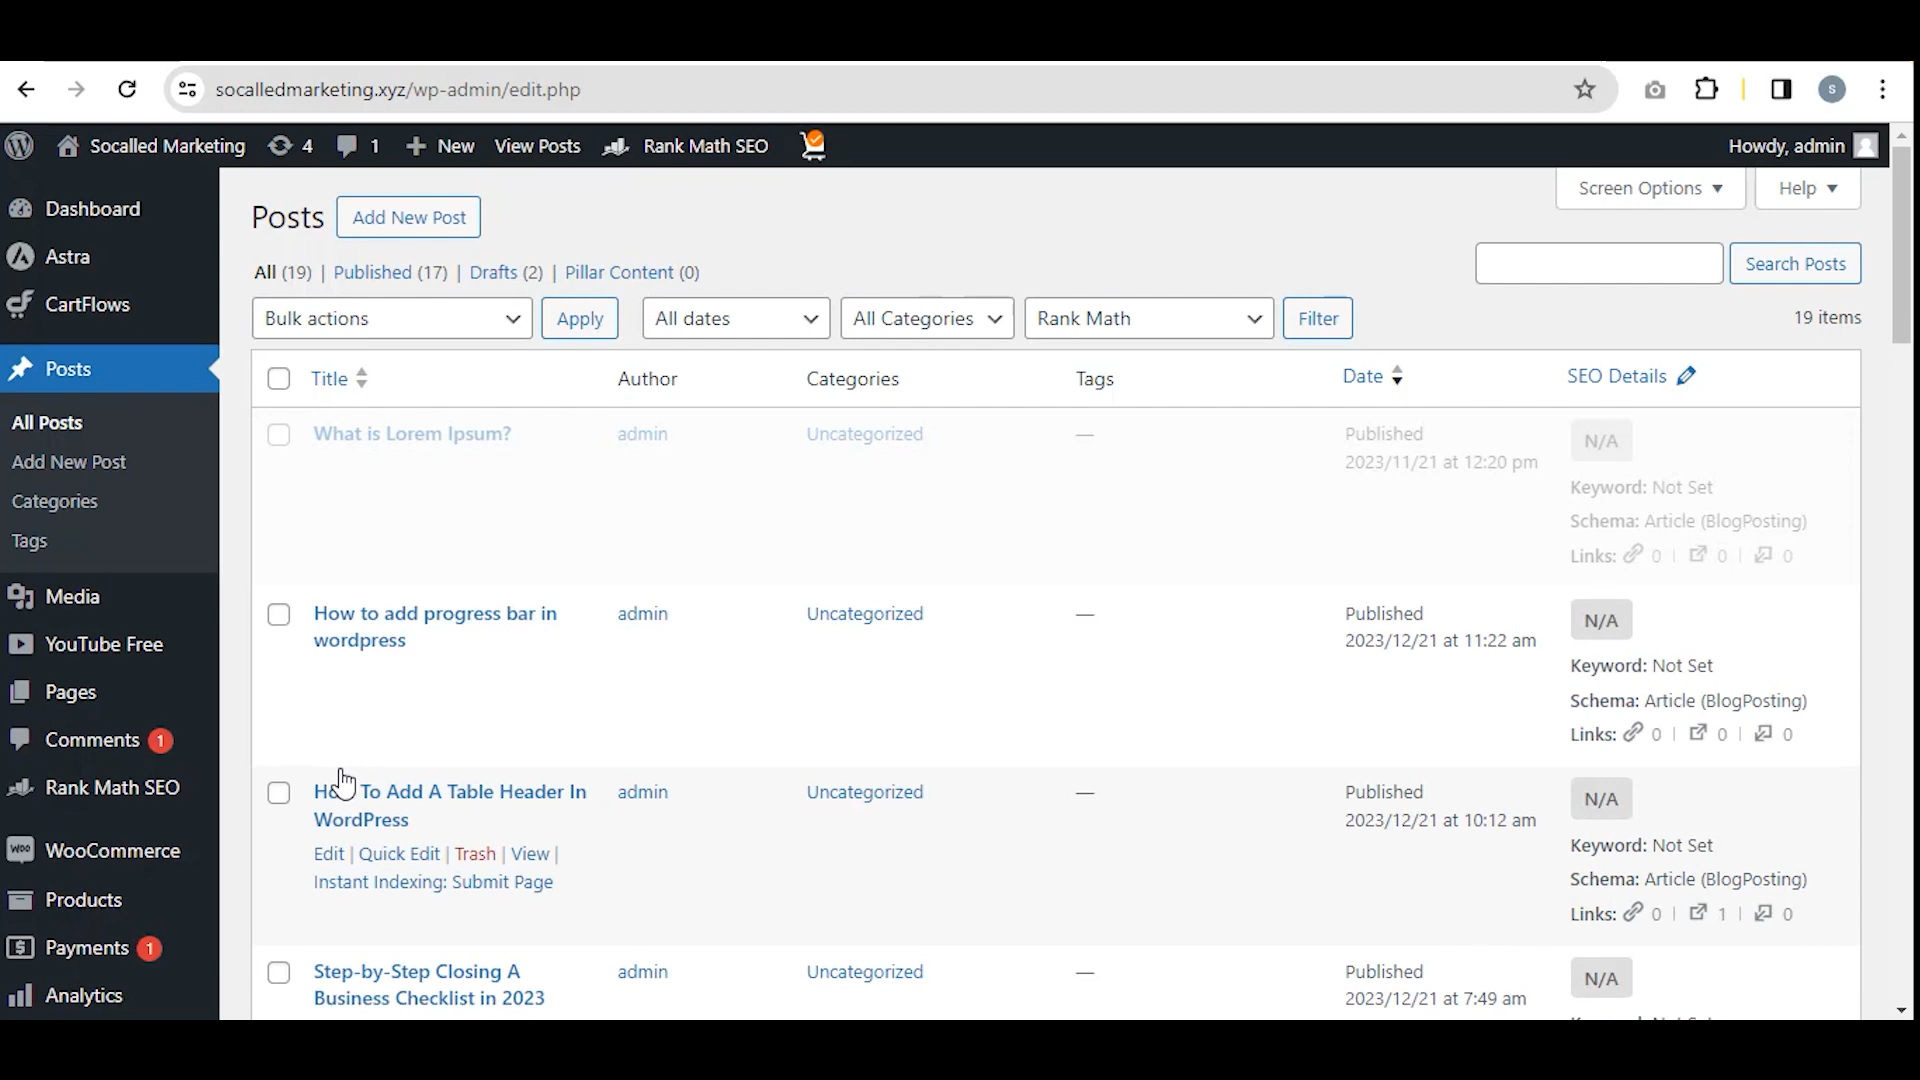 socalledmarketing.xyz/wp-admin/edit.php
S
Socalled Marketing 4 1 New View Posts Rank Math SEO Howdy, admin
Screen Options Help
Dashboard
Astra
CartFlows
Posts
All Posts
Add New Post
Categories
Tags
Media
YouTube Free
Pages
Comments 1
Rank Math SEO
WooCommerce
Products
Payments 1
Analytics
Posts Add New Post
All (19) | Published (17) | Drafts (2) | Pillar Content (0)
Search Posts
Bulk actions Apply All dates All Categories Rank Math Filter 19 items
Title Author Categories Tags Date SEO Details
What is Lorem Ipsum? admin Uncategorized — Published N/A
2023/11/21 at 12:20 pm
Keyword: Not Set
Schema: Article (BlogPosting)
Links: 0 | 0 | 0
How to add progress bar in admin Uncategorized — Published N/A
wordpress 2023/12/21 at 11:22 am
Keyword: Not Set
Schema: Article (BlogPosting)
Links: 0 | 0 | 0
How To Add A Table Header In admin Uncategorized — Published N/A
WordPress 2023/12/21 at 10:12 am
Edit | Quick Edit | Trash | View | Keyword: Not Set
Instant Indexing: Submit Page Schema: Article (BlogPosting)
Links: 0 | 1 | 0
Step-by-Step Closing A admin Uncategorized — Published N/A
Business Checklist in 2023 2023/12/21 at 7:49 am